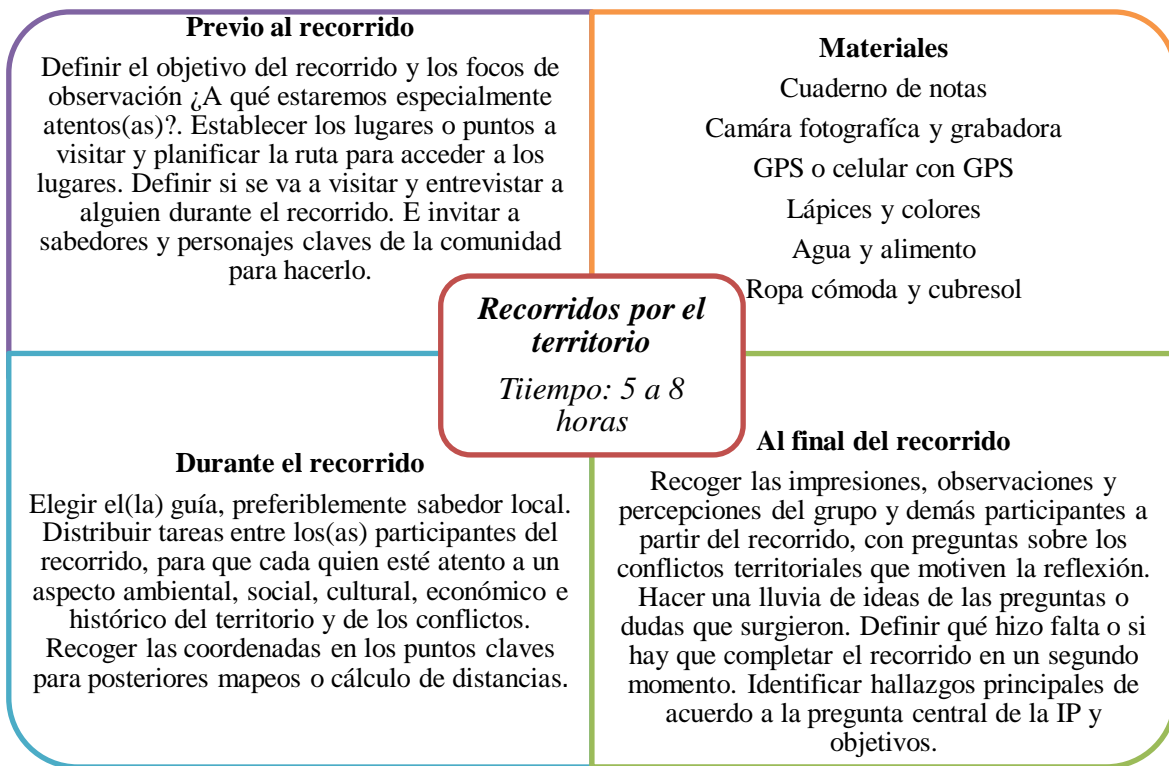 Previo al recorrido
Definir el objetivo del recorrido y los focos de
observación ¿A qué estaremos especialmente
atentos(as)?. Establecer los lugares o puntos a
visitar y planificar la ruta para acceder a los
lugares. Definir si se va a visitar y entrevistar a
alguien durante el recorrido. E invitar a
sabedores y personajes claves de la comunidad
para hacerlo.
Materiales
Cuaderno de notas
Camára fotografíca y grabadora
GPS o celular con GPS
Lápices y colores
Agua y alimento
Ropa cómoda y cubresol
Recorridos por el
territorio
Tiiempo: 5 a 8
horas
Durante el recorrido
Elegir el(la) guía, preferiblemente sabedor local.
Distribuir tareas entre los(as) participantes del
recorrido, para que cada quien esté atento a un
aspecto ambiental, social, cultural, económico e
histórico del territorio y de los conflictos.
Recoger las coordenadas en los puntos claves
para posteriores mapeos o cálculo de distancias.
Al final del recorrido
Recoger las impresiones, observaciones y
percepciones del grupo y demás participantes a
partir del recorrido, con preguntas sobre los
conflictos territoriales que motiven la reflexión.
Hacer una lluvia de ideas de las preguntas o
dudas que surgieron. Definir qué hizo falta o si
hay que completar el recorrido en un segundo
momento. Identificar hallazgos principales de
acuerdo a la pregunta central de la IP y
objetivos.